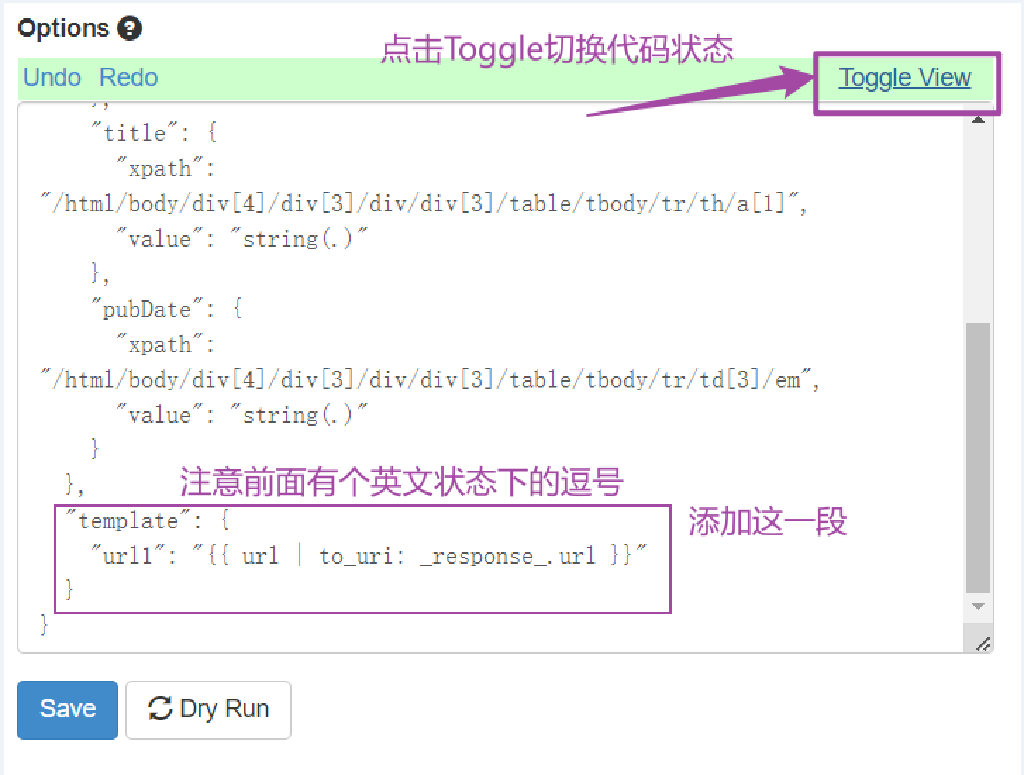 Options ?
点击Toggle切换代码状态
Undo Redo Toggle View
},
"title": {
"xpath":
"/html/body/div[4]/div[3]/div/div[3]/table/tbody/tr/th/a[1]",
"value": "string(.)"
},
"pubDate": {
"xpath":
"/html/body/div[4]/div[3]/div/div[3]/table/tbody/tr/td[3]/em",
"value": "string(.)"
}
},
注意前面有个英文状态下的逗号
"template": {
添加这一段
"url1": "{{ url | to_uri: _response_.url }}"
}
}
Save Dry Run